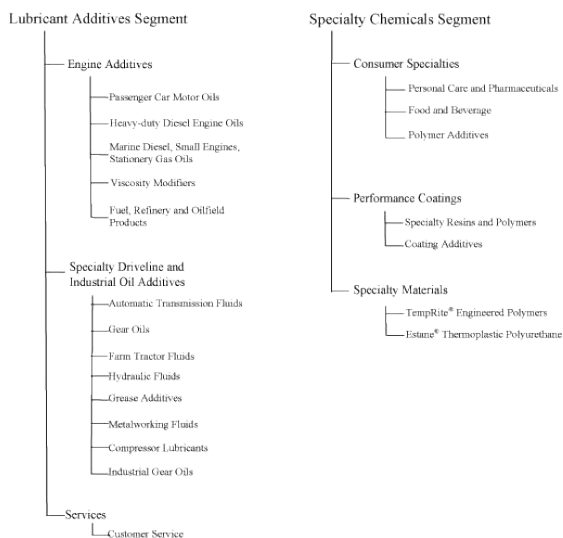 Lubricant Additives Segment
Engine Additives
Passenger Car Motor Oils
Heavy-duty Diesel Engine Oils
Marine Diesel, Small Engines,
Stationery Gas Oils
Viscosity Modifiers
Fuel, Refinery and Oilfield
Products
Specialty Driveline and
Industrial Oil Additives
Automatic Transmission Fluids
Gear Oils
Farm Tractor Fluids
Hydraulic Fluids
Grease Additives
Metalworking Fluids
Compressor Lubricants
Industrial Gear Oils
Services
Customer Service
Specialty Chemicals Segment
Consumer Specialties
Personal Care and Pharmaceuticals
Food and Beverage
Polymer Additives
Performance Coatings
Specialty Resins and Polymers
Coating Additives
Specialty Materials
TempRite® Engineered Polymers
Estane® Thermoplastic Polyurethane